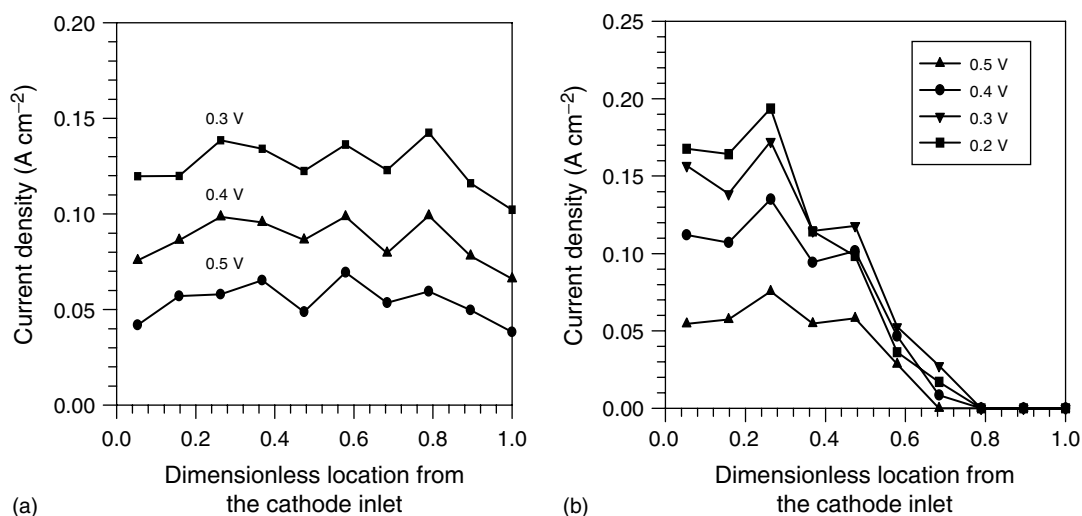 0.20
0.15
0.10
0.05
0.00
Current density (A cm⁻²)
0.3 V
0.4 V
0.5 V
0.0 0.2 0.4 0.6 0.8 1.0
Dimensionless location from
the cathode inlet
(a)
0.25
0.20
0.15
0.10
0.05
0.00
Current density (A cm⁻²)
0.5 V
0.4 V
0.3 V
0.2 V
0.0 0.2 0.4 0.6 0.8 1.0
Dimensionless location from
the cathode inlet
(b)